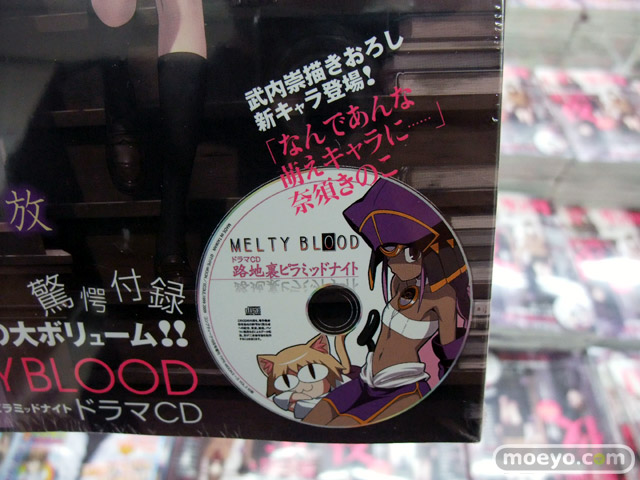 武内崇描きおろし
新キャラ登場!
「なんであんな
萌えキャラに……」
奈須きのこ
放
MELTY BLOOD
ドラマCD
路地裏ピラミッドナイト
驚愕付録
の大ボリューム!!
Y BLOOD
ラミッドナイトドラマCD
moeyo.com